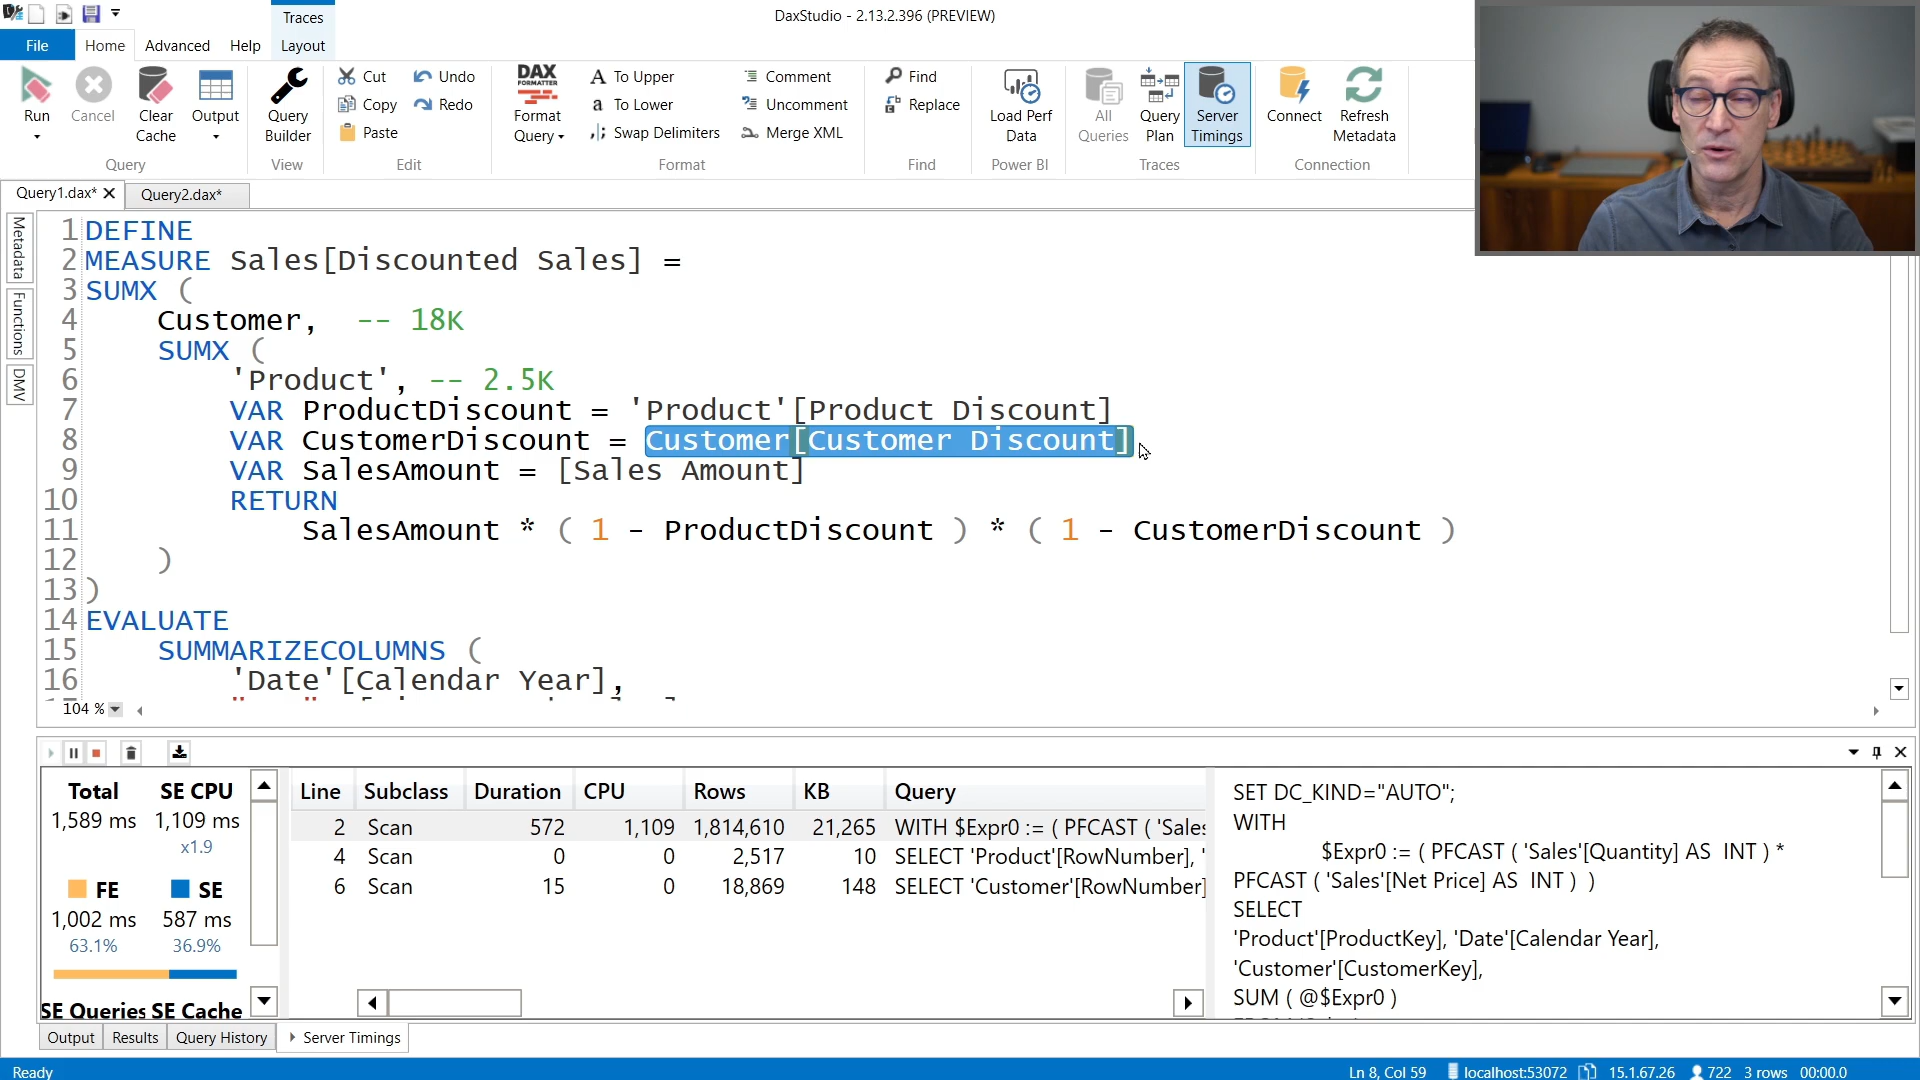 DaxStudio - 2.13.2.396 (PREVIEW)
Traces
File Home Advanced Help Layout
Run
Cancel
Clear Cache
Output
Query
Query Builder
View
Cut
Copy
Paste
Undo
Redo
Edit
DAX
FORMATTER
Format Query
To Upper
To Lower
Swap Delimiters
Comment
Uncomment
Merge XML
Format
Find
Replace
Find
Load Perf Data
Power BI
All Queries
Query Plan
Server Timings
Traces
Connect
Refresh Metadata
Connection
Query1.dax* Query2.dax*
Metadata
Functions
DMV
1 DEFINE
2 MEASURE Sales[Discounted Sales] =
3 SUMX (
4 Customer, -- 18K
5 SUMX (
6 'Product', -- 2.5K
7 VAR ProductDiscount = 'Product'[Product Discount]
8 VAR CustomerDiscount = Customer[Customer Discount]
9 VAR SalesAmount = [Sales Amount]
10 RETURN
11 SalesAmount * ( 1 - ProductDiscount ) * ( 1 - CustomerDiscount )
12 )
13 )
14 EVALUATE
15 SUMMARIZECOLUMNS (
16 'Date'[Calendar Year],
104 %
Total SE CPU
1,589 ms 1,109 ms
x1.9
FE SE
1,002 ms 587 ms
63.1% 36.9%
SE Queries SE Cache
Line Subclass Duration CPU Rows KB Query
2 Scan 572 1,109 1,814,610 21,265 WITH $Expr0 := ( PFCAST ( 'Sales
4 Scan 0 0 2,517 10 SELECT 'Product'[RowNumber], '
6 Scan 15 0 18,869 148 SELECT 'Customer'[RowNumber]
SET DC_KIND="AUTO";
WITH
$Expr0 := ( PFCAST ( 'Sales'[Quantity] AS INT ) *
PFCAST ( 'Sales'[Net Price] AS INT ) )
SELECT
'Product'[ProductKey], 'Date'[Calendar Year],
'Customer'[CustomerKey],
SUM ( @$Expr0 )
Output Results Query History Server Timings
Ready Ln 8, Col 59 localhost:53072 15.1.67.26 722 3 rows 00:00.0